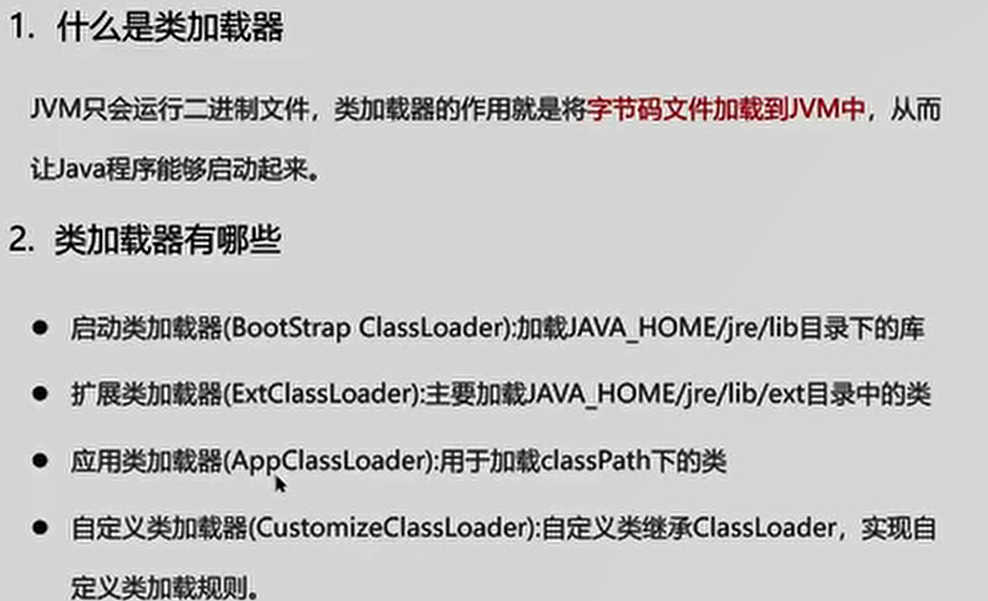 1. 什么是类加载器
JVM只会运行二进制文件，类加载器的作用就是将字节码文件加载到JVM中，从而
让Java程序能够启动起来。
2. 类加载器有哪些
● 启动类加载器(BootStrap ClassLoader):加载JAVA_HOME/jre/lib目录下的库
● 扩展类加载器(ExtClassLoader):主要加载JAVA_HOME/jre/lib/ext目录中的类
● 应用类加载器(AppClassLoader):用于加载classPath下的类
● 自定义类加载器(CustomizeClassLoader):自定义类继承ClassLoader，实现自
定义类加载规则。